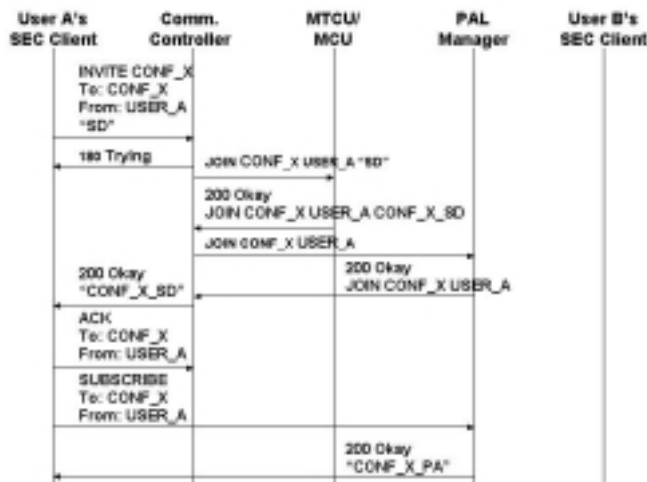 User A's
SEC Client
Comm.
Controller
MTCU/
MCU
PAL
Manager
User B's
SEC Client
INVITE CONF_X
To: CONF_X
From: USER_A
"SD"
180 Trying
JOIN CONF_X USER_A "SD"
200 Okay
JOIN CONF_X USER_A CONF_X_SD
JOIN CONF_X USER_A
200 Okay
"CONF_X_SD"
200 Okay
JOIN CONF_X USER_A
ACK
To: CONF_X
From: USER_A
SUBSCRIBE
To: CONF_X
From: USER_A
200 Okay
"CONF_X_PA"